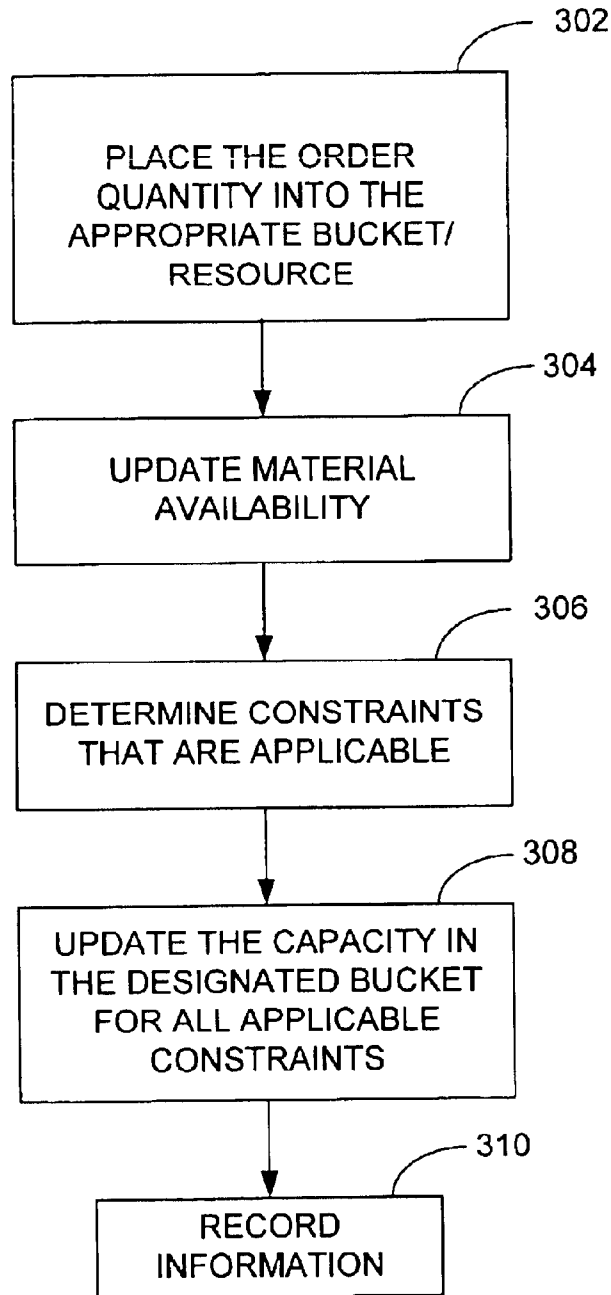 302
PLACE THE ORDER
QUANTITY INTO THE
APPROPRIATE BUCKET/
RESOURCE
304
UPDATE MATERIAL
AVAILABILITY
306
DETERMINE CONSTRAINTS
THAT ARE APPLICABLE
308
UPDATE THE CAPACITY IN
THE DESIGNATED BUCKET
FOR ALL APPLICABLE
CONSTRAINTS
310
RECORD
INFORMATION